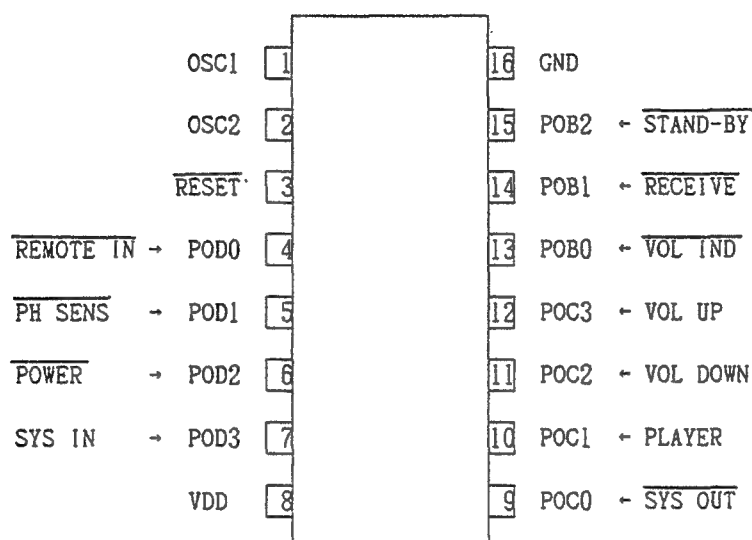 OSC1 1 16 GND
OSC2 2 15 POB2 ← STAND-BY
RESET 3 14 POB1 ← RECEIVE
REMOTE IN → POD0 4 13 POB0 ← VOL IND
PH SENS → POD1 5 12 POC3 ← VOL UP
POWER → POD2 6 11 POC2 ← VOL DOWN
SYS IN → POD3 7 10 POC1 ← PLAYER
VDD 8 9 POC0 ← SYS OUT